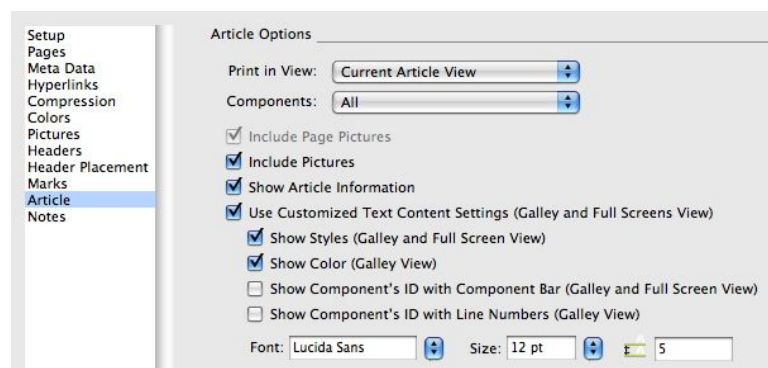 Setup
Pages
Meta Data
Hyperlinks
Compression
Colors
Pictures
Headers
Header Placement
Marks
Article
Notes
Article Options
Print in View: Current Article View
Components: All
Include Page Pictures
Include Pictures
Show Article Information
Use Customized Text Content Settings (Galley and Full Screens View)
Show Styles (Galley and Full Screen View)
Show Color (Galley View)
Show Component's ID with Component Bar (Galley and Full Screen View)
Show Component's ID with Line Numbers (Galley View)
Font: Lucida Sans Size: 12 pt 5